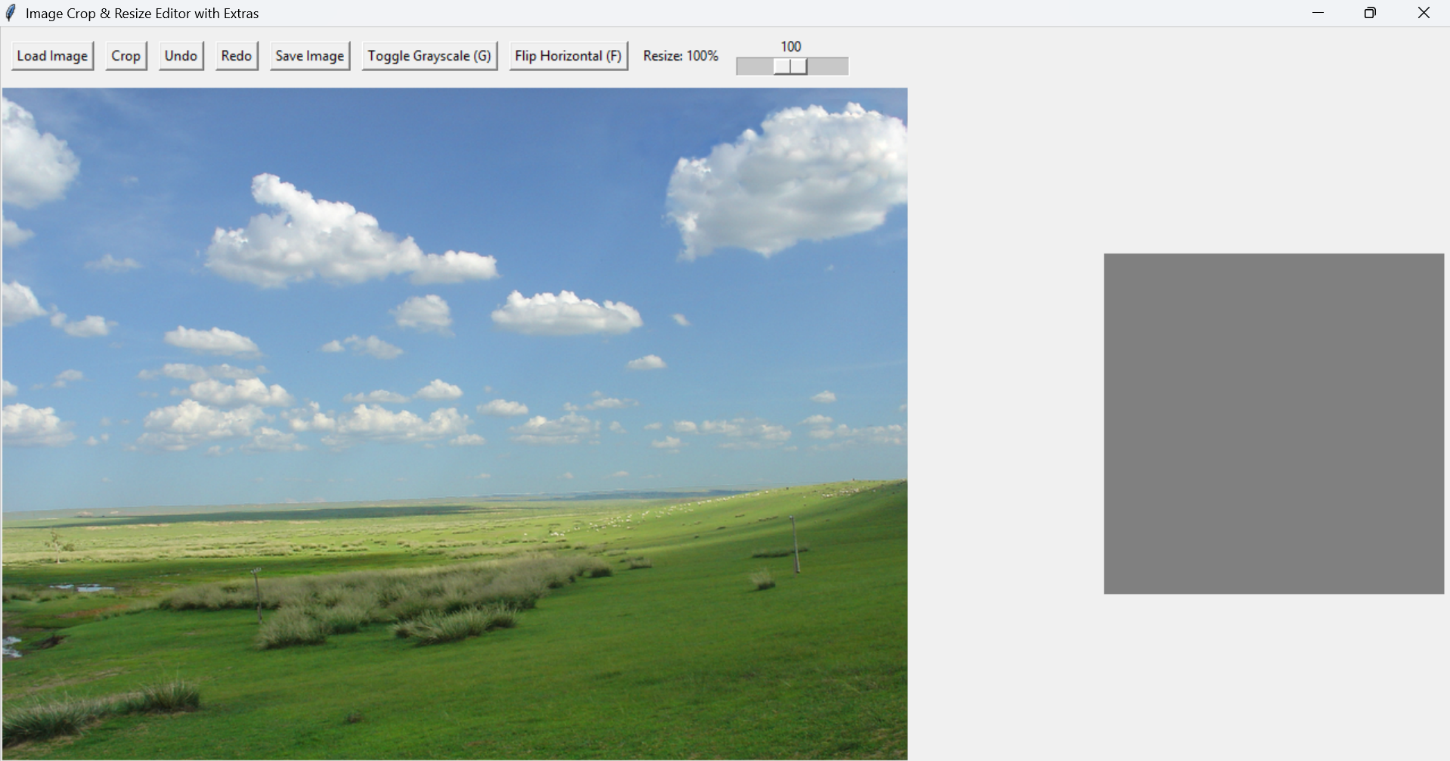 Image Crop & Resize Editor with Extras
Load Image Crop Undo Redo Save Image Toggle Grayscale (G) Flip Horizontal (F) Resize: 100% 100